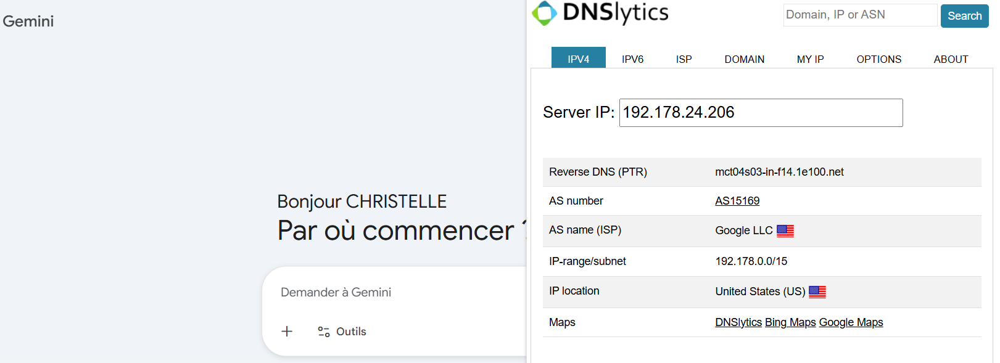 Gemini
Bonjour CHRISTELLE
Par où commencer ?
Demander à Gemini
+ Outils
DNSlytics
Domain, IP or ASN Search
IPV4 IPV6 ISP DOMAIN MY IP OPTIONS ABOUT
Server IP: 192.178.24.206
Reverse DNS (PTR) mct04s03-in-f14.1e100.net
AS number AS15169
AS name (ISP) Google LLC
IP-range/subnet 192.178.0.0/15
IP location United States (US)
Maps DNSlytics Bing Maps Google Maps